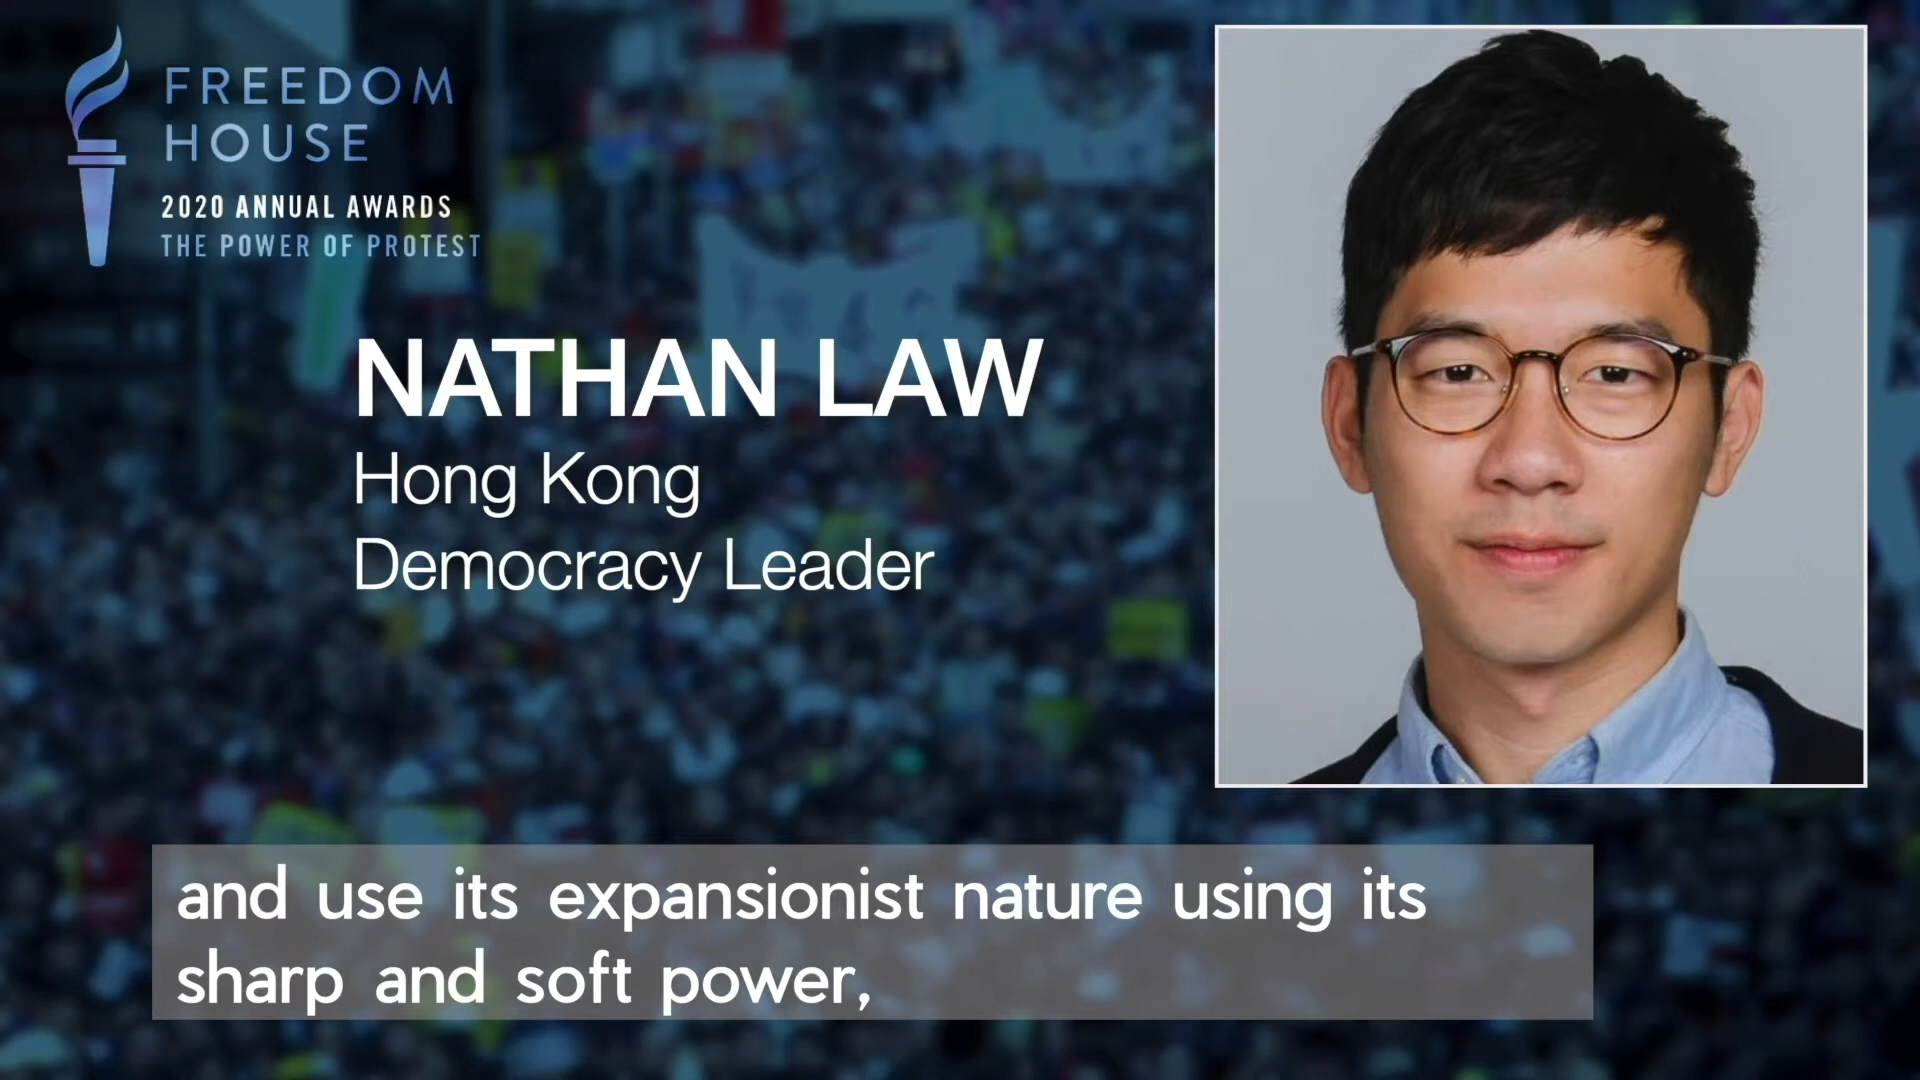 FREEDOM
HOUSE
2020 ANNUAL AWARDS
THE POWER OF PROTEST
NATHAN LAW
Hong Kong
Democracy Leader
and use its expansionist nature using its
sharp and soft power,